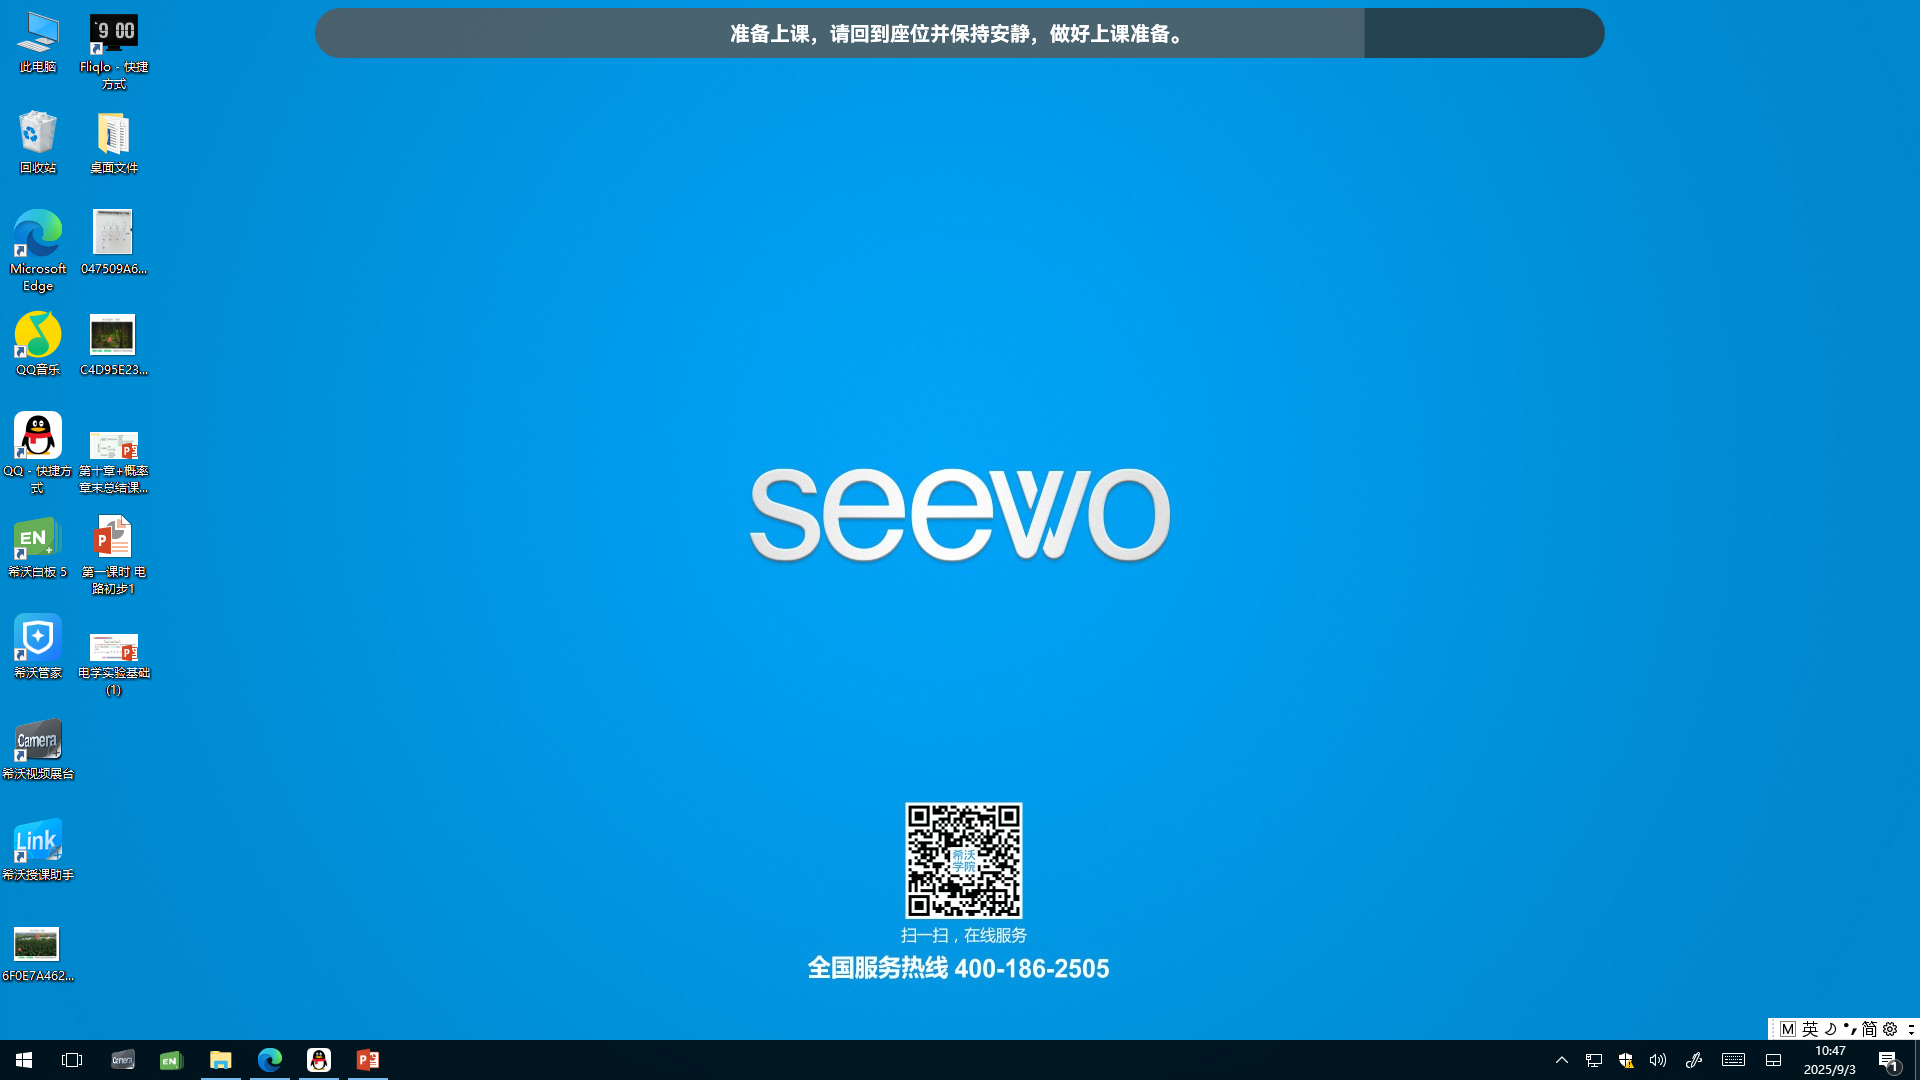 准备上课，请回到座位并保持安静，做好上课准备。
此电脑
9 00
Fliqlo - 快捷
方式
回收站
桌面文件
Microsoft
Edge
047509A6...
QQ音乐
C4D95E23...
QQ - 快捷方
式
第十章+概率
章末总结课...
EN
希沃白板 5
P
第一课时 电
路初步1
希沃管家
电学实验基础
(1)
Camera
希沃视频展台
Link
希沃授课助手
6F0E7A462...
seewo
希沃
学院
扫一扫，在线服务
全国服务热线 400-186-2505
M 英 简
Camera
EN
P
10:47
2025/9/3
1